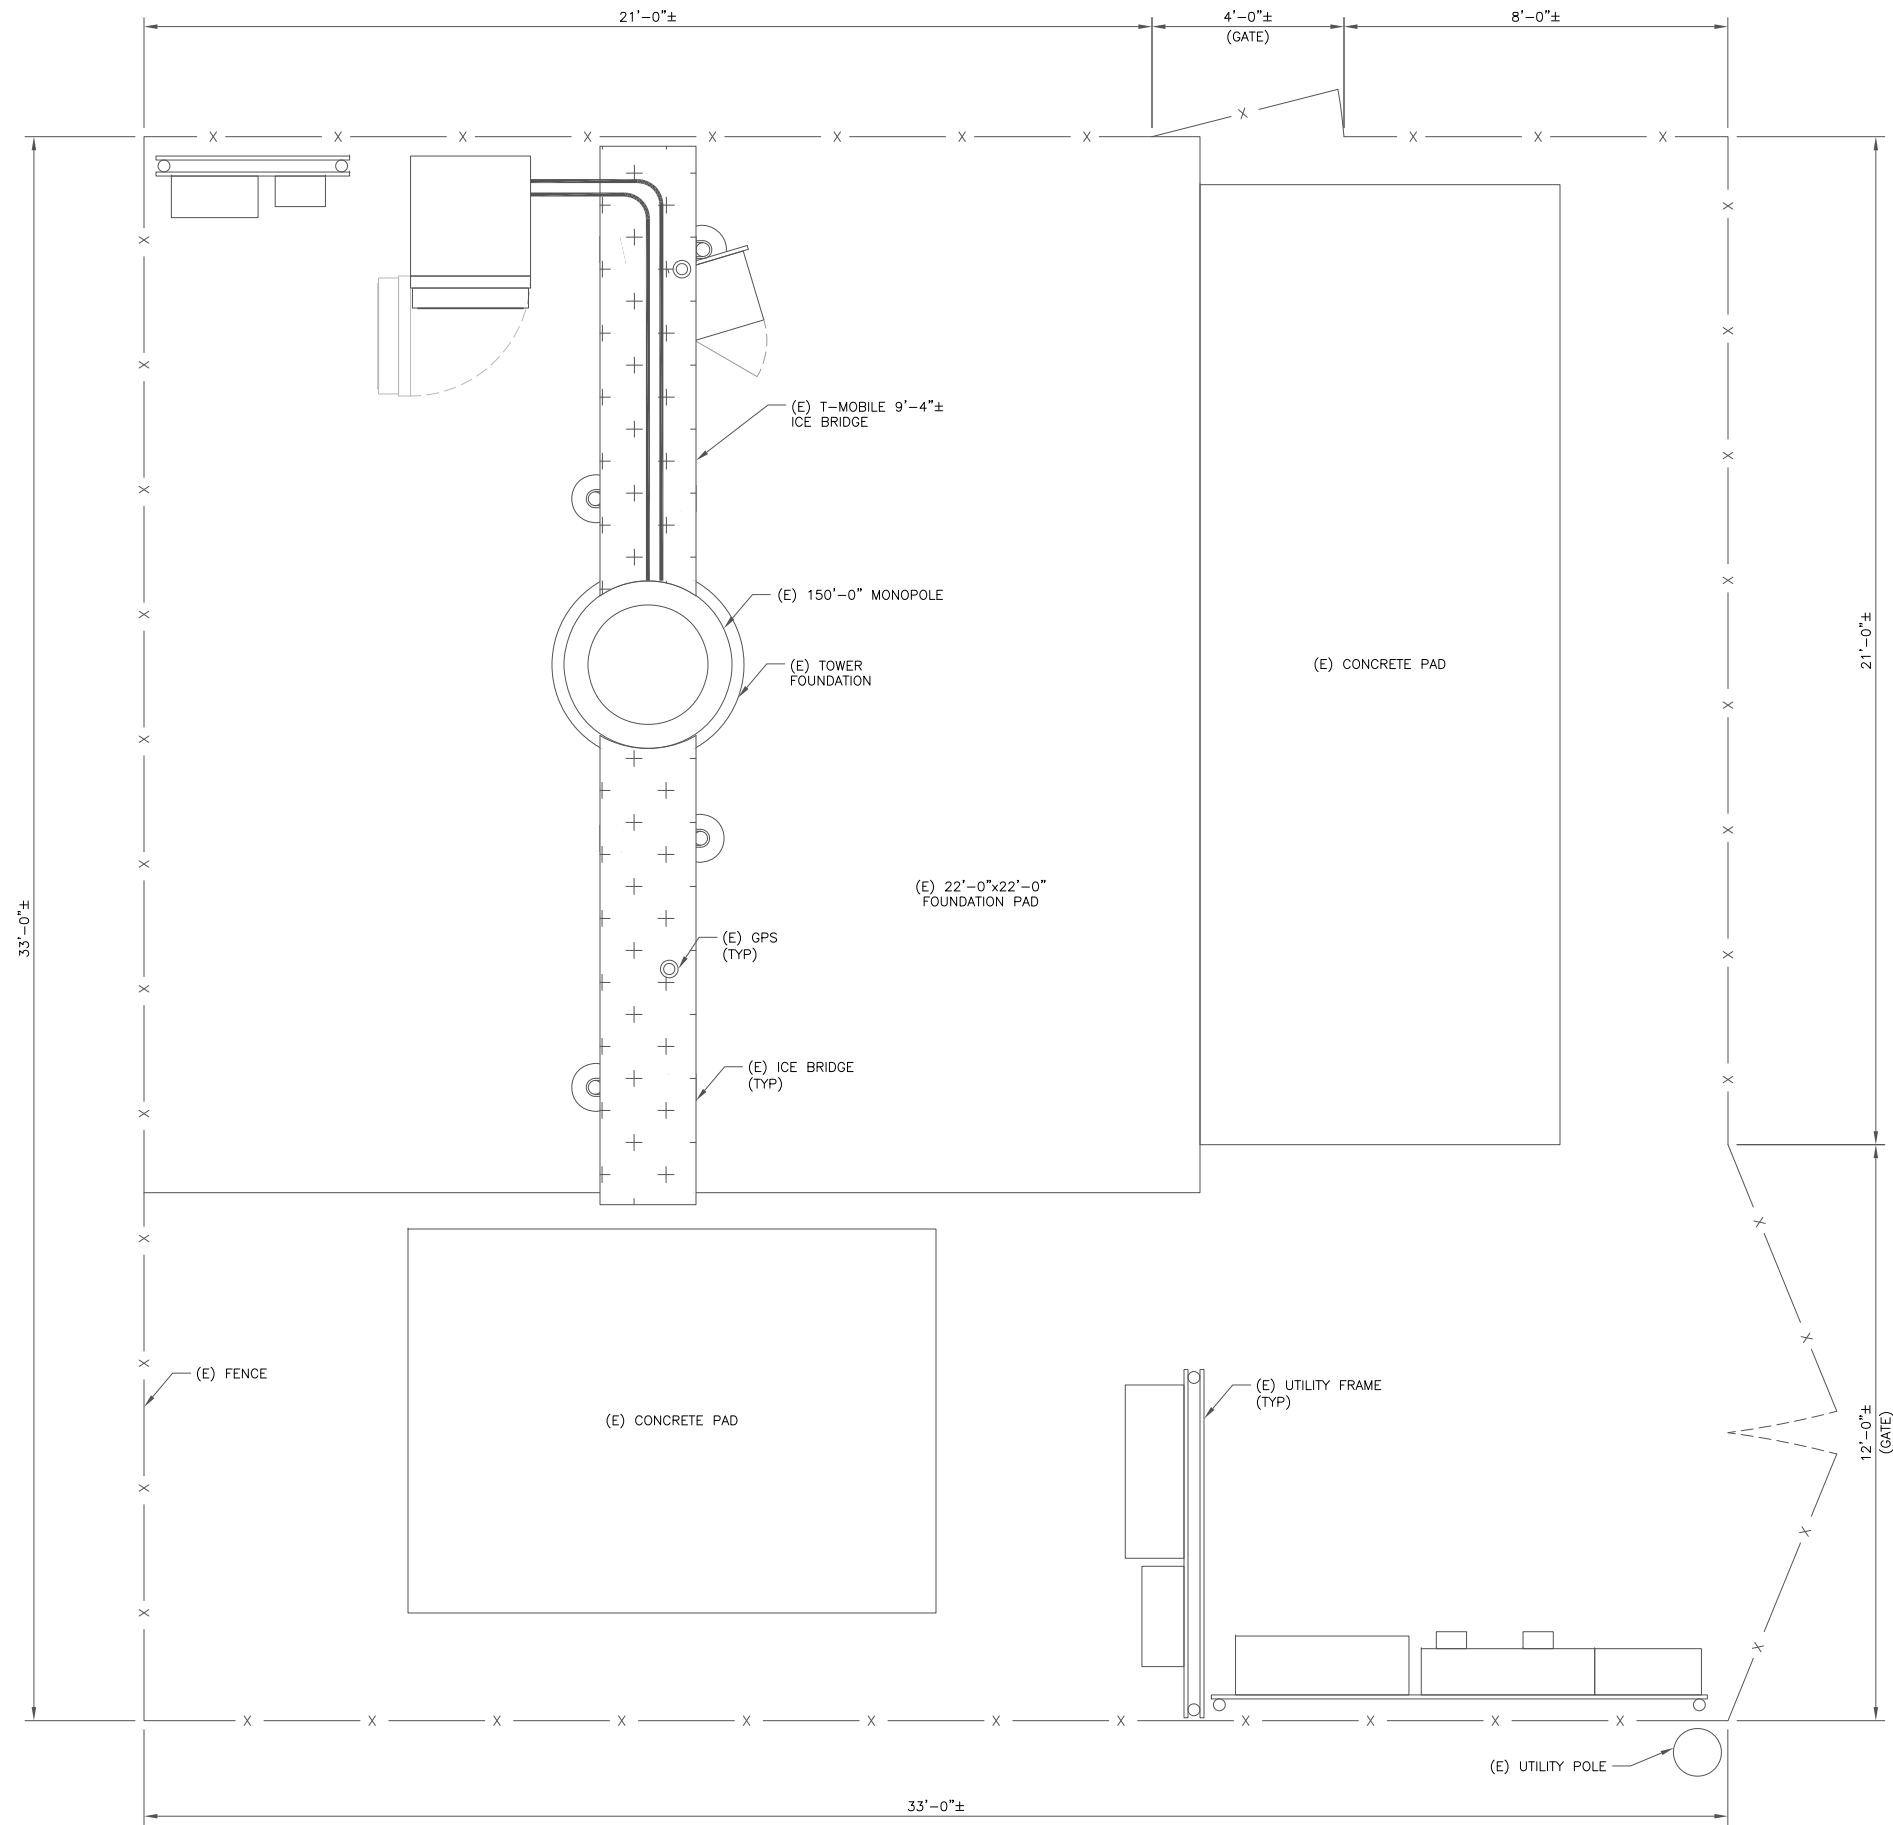 21'-0"±
4'-0"±
(GATE)
8'-0"±
X X X X X X X X X X X X
(E) T-MOBILE 9'-4"±
ICE BRIDGE
(E) 150'-0" MONOPOLE
(E) TOWER
FOUNDATION
(E) CONCRETE PAD
21'-0"±
33'-0"±
(E) 22'-0"x22'-0"
FOUNDATION PAD
(E) GPS
(TYP)
(E) ICE BRIDGE
(TYP)
(E) FENCE
(E) CONCRETE PAD
(E) UTILITY FRAME
(TYP)
12'-0"±
(GATE)
X X X X X X X X X X X X
(E) UTILITY POLE
33'-0"±